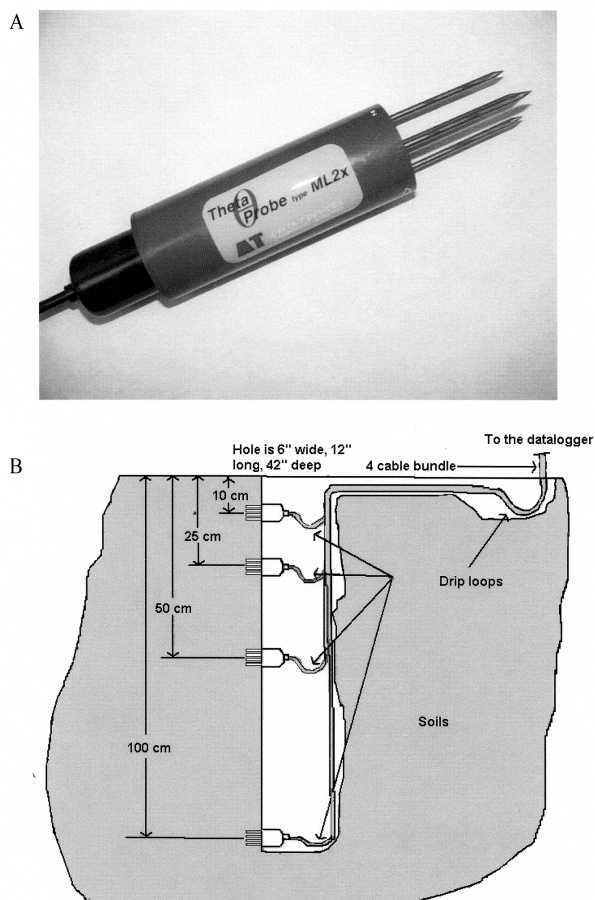 A
Theta
Probe type ML2x
AT
B
Hole is 6" wide, 12"
long, 42" deep
To the datalogger
4 cable bundle
10 cm
25 cm
Drip loops
50 cm
Soils
100 cm